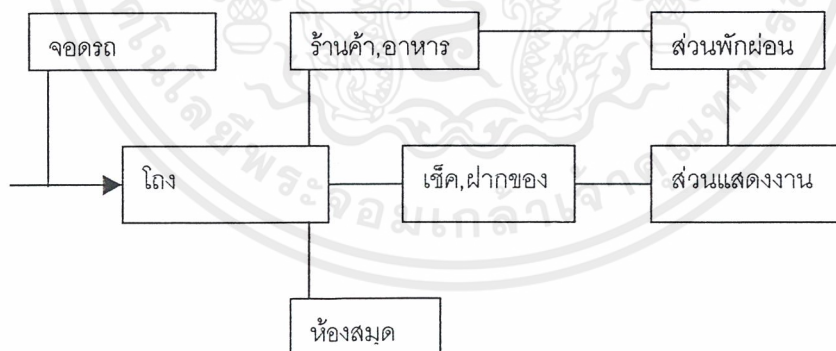 จอดรถ
ร้านค้า,อาหาร
ส่วนพักผ่อน
โถง
เช็ค,ฝากของ
ส่วนแสดงงาน
ห้องสมุด